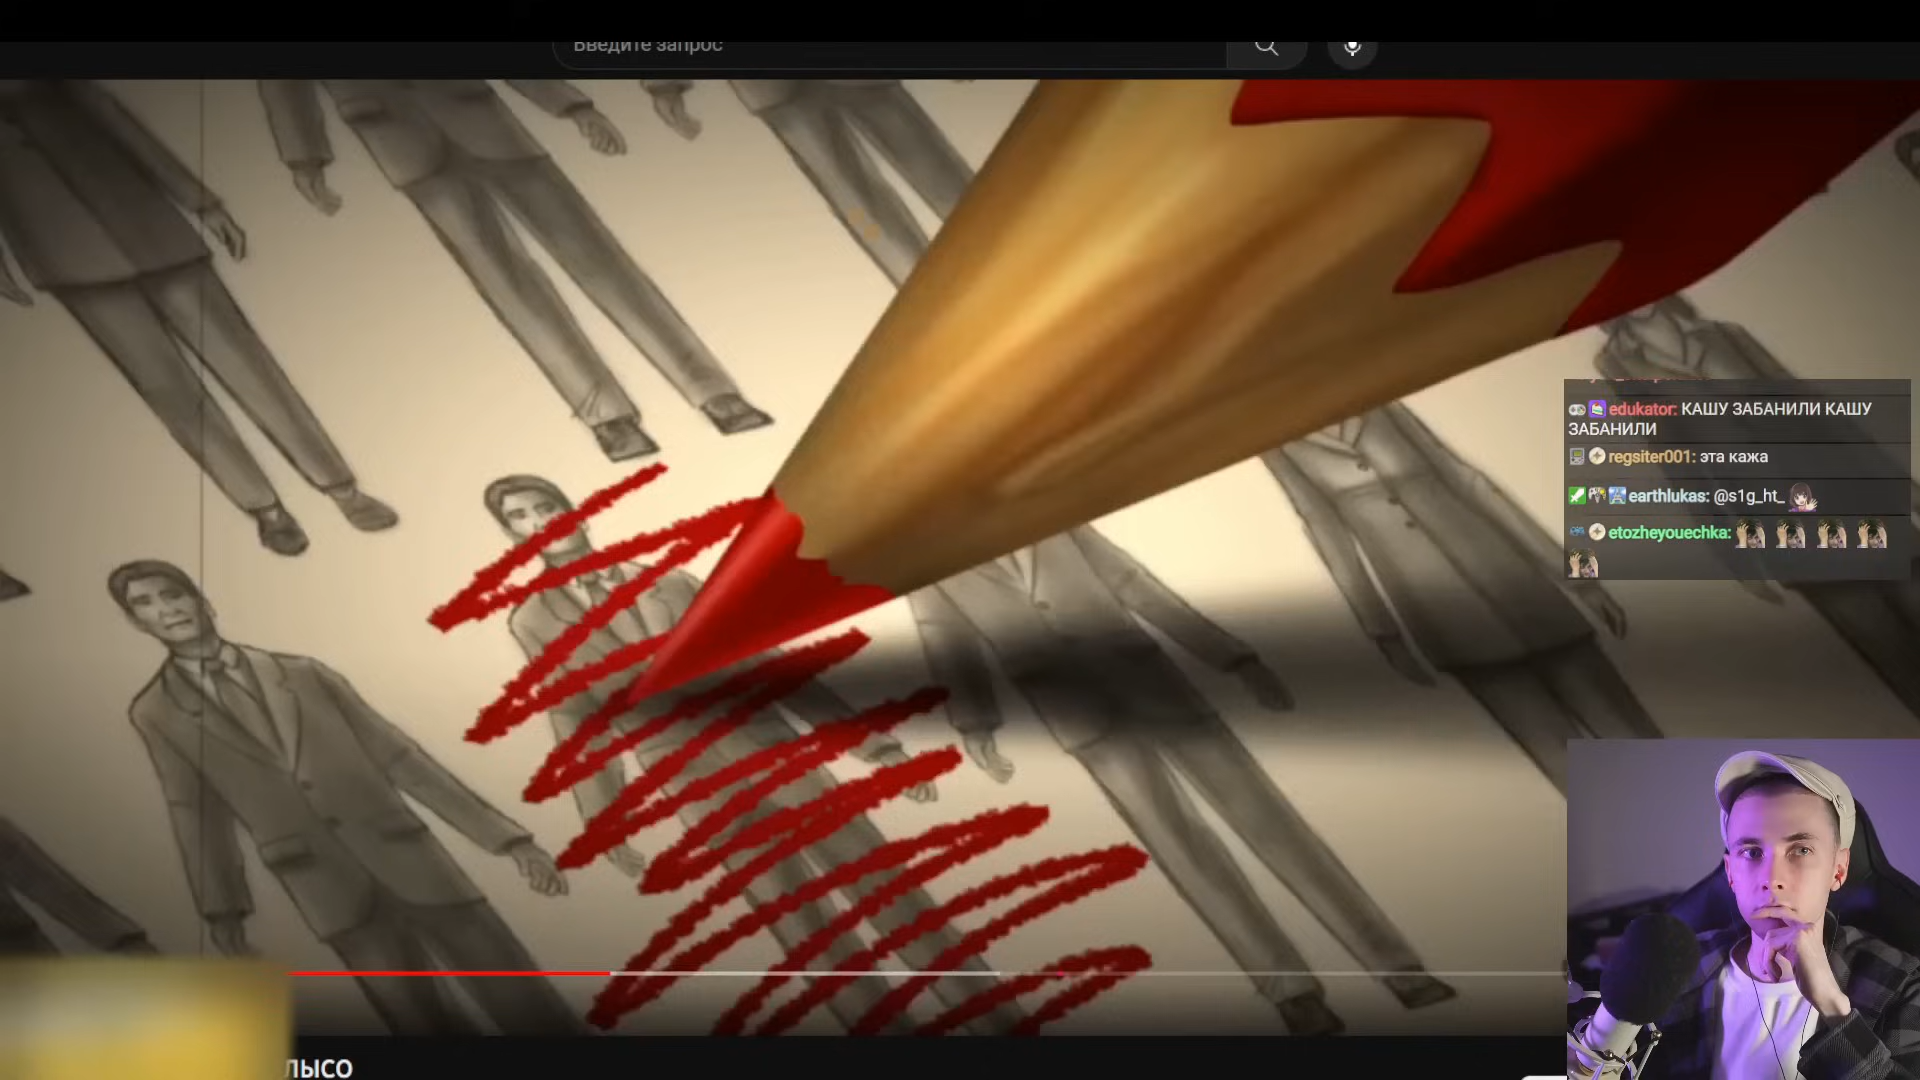 Введите запрос
edukator: КАШУ ЗАБАНИЛИ КАШУ
ЗАБАНИЛИ
regsiter001: эта кажа
earthlukas: @s1g_ht_
etozheyouechka:
лысо